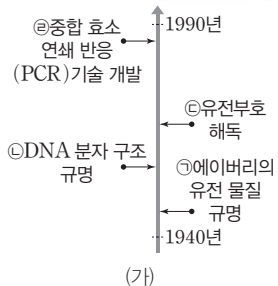 ㉣중합 효소
연쇄 반응
(PCR)기술 개발
1990년
㉢유전부호
해독
㉡DNA 분자 구조
규명
㉠에이버리의
유전 물질
규명
1940년
(가)